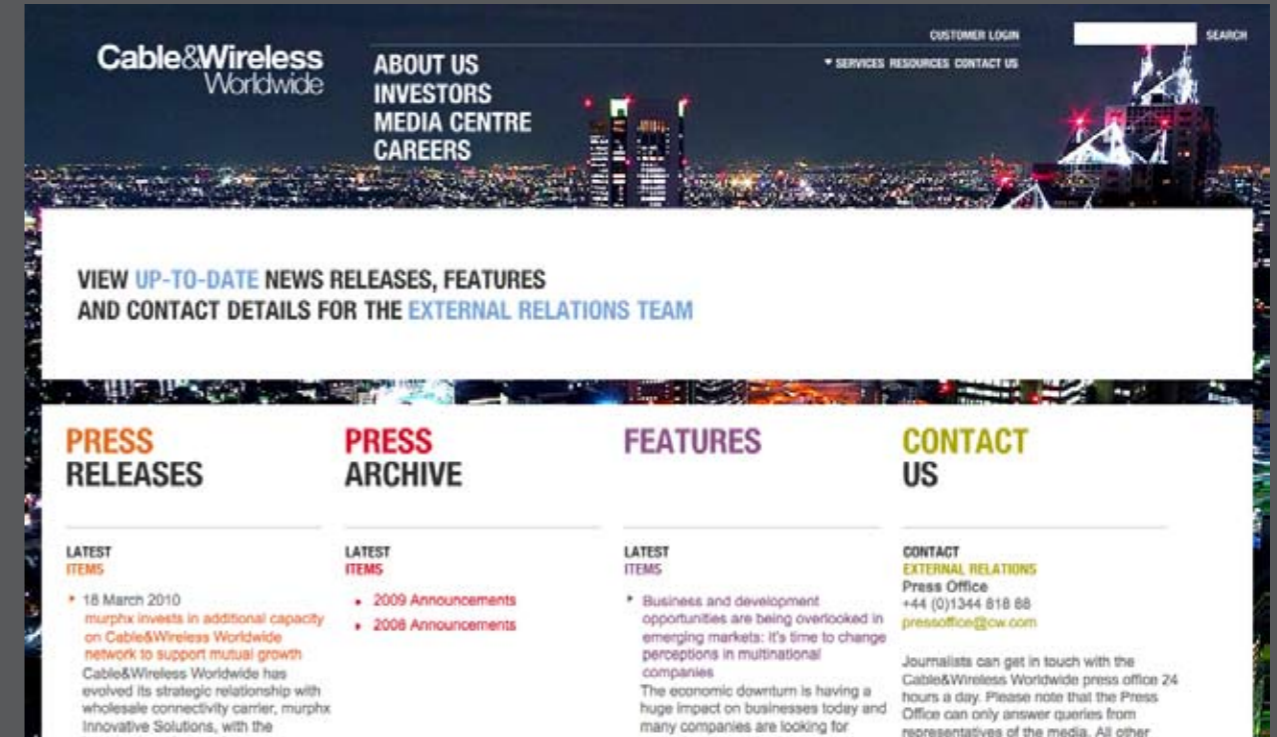 Cable&Wireless
Worldwide
ABOUT US
INVESTORS
MEDIA CENTRE
CAREERS
CUSTOMER LOGIN
SEARCH
SERVICES RESOURCES CONTACT US
VIEW UP-TO-DATE NEWS RELEASES, FEATURES
AND CONTACT DETAILS FOR THE EXTERNAL RELATIONS TEAM
PRESS
RELEASES
LATEST
ITEMS
18 March 2010
murphx invests in additional capacity
on Cable&Wireless Worldwide
network to support mutual growth
Cable&Wireless Worldwide has
evolved its strategic relationship with
wholesale connectivity carrier, murphx
Innovative Solutions, with the
PRESS
ARCHIVE
LATEST
ITEMS
2009 Announcements
2008 Announcements
FEATURES
LATEST
ITEMS
Business and development
opportunities are being overlooked in
emerging markets: it's time to change
perceptions in multinational
companies
The economic downturn is having a
huge impact on businesses today and
many companies are looking for
CONTACT
US
CONTACT
EXTERNAL RELATIONS
Press Office
+44 (0)1344 818 88
pressoffice@cw.com
Journalists can get in touch with the
Cable&Wireless Worldwide press office 24
hours a day. Please note that the Press
Office can only answer queries from
representatives of the media. All other